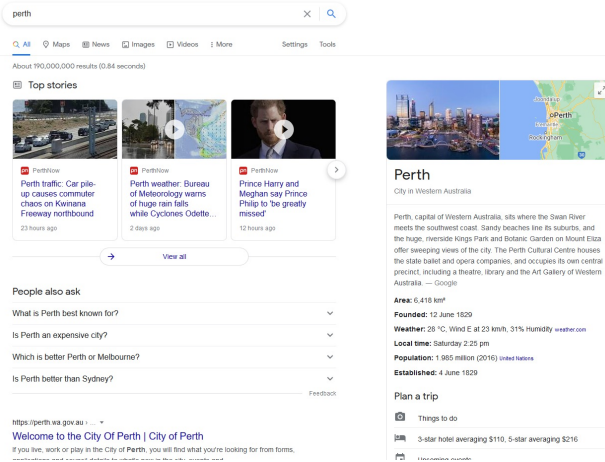 perth
All
Maps
News
Images
Videos
More
Settings
Tools
About 190,000,000 results (0.84 seconds)
Top stories
PerthNow
Perth traffic: Car pile-
up causes commuter
chaos on Kwinana
Freeway northbound
23 hours ago
PerthNow
Perth weather: Bureau
of Meteorology warns
of huge rain falls
while Cyclones Odette...
2 days ago
PerthNow
Prince Harry and
Meghan say Prince
Philip to 'be greatly
missed'
12 hours ago
View all
People also ask
What is Perth best known for?
Is Perth an expensive city?
Which is better Perth or Melbourne?
Is Perth better than Sydney?
Feedback
https://perth.wa.gov.au › ...
Welcome to the City Of Perth | City of Perth
If you live, work or play in the City of Perth, you will find what you're looking for from forms,
Joondalup
Perth
Fremantle
Rockingham
Perth
City in Western Australia
Perth, capital of Western Australia, sits where the Swan River
meets the southwest coast. Sandy beaches line its suburbs, and
the huge, riverside Kings Park and Botanic Garden on Mount Eliza
offer sweeping views of the city. The Perth Cultural Centre houses
the state ballet and opera companies, and occupies its own central
precinct, including a theatre, library and the Art Gallery of Western
Australia. — Google
Area: 6,418 km²
Founded: 12 June 1829
Weather: 28 °C, Wind E at 23 km/h, 31% Humidity weather.com
Local time: Saturday 2:25 pm
Population: 1.985 million (2016) United Nations
Established: 4 June 1829
Plan a trip
Things to do
3-star hotel averaging $110, 5-star averaging $216
Upcoming events